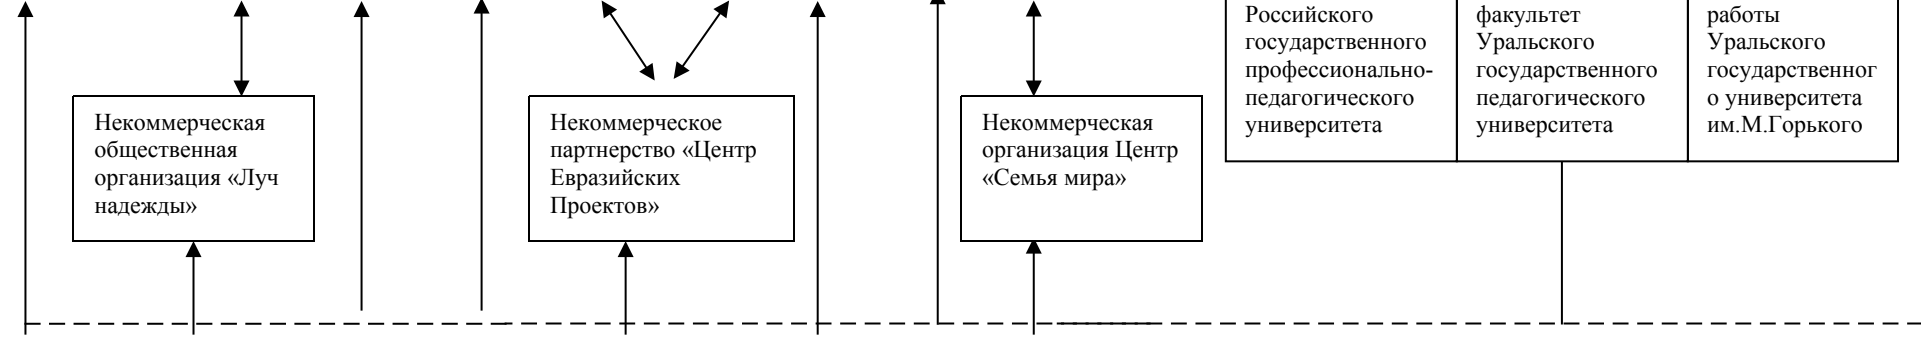 Некоммерческая
общественная
организация «Луч
надежды»
Некоммерческое
партнерство «Центр
Евразийских
Проектов»
Некоммерческая
организация Центр
«Семья мира»
Российского
государственного
профессионально-
педагогического
университета
факультет
Уральского
государственного
педагогического
университета
работы
Уральского
государственног
о университета
им.М.Горького